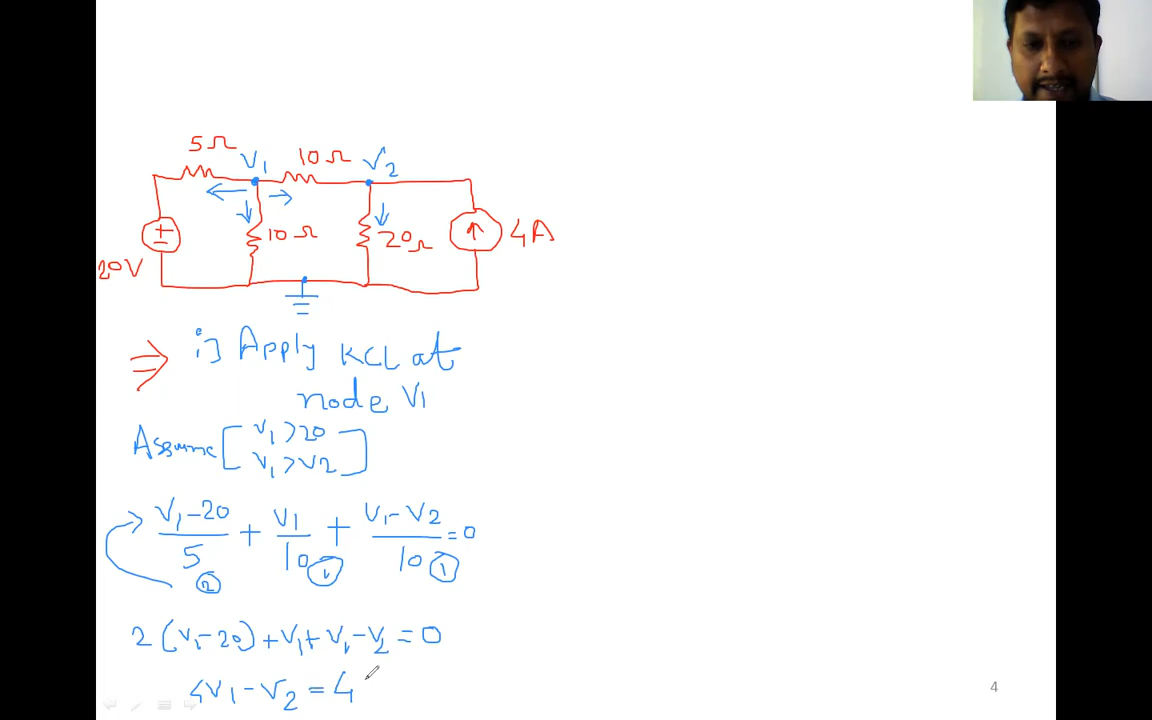 5Ω V1 10Ω V2
20V 10Ω 20Ω 4A
⇒ i] Apply KCL at
node V1
Assume [ V1 > 20
V1 > V2 ]
(V1-20)/5 + V1/10 + (V1-V2)/10 = 0
② ① ①
2(V1-20) + V1 + V1 - V2 = 0
4V1 - V2 = 4
4